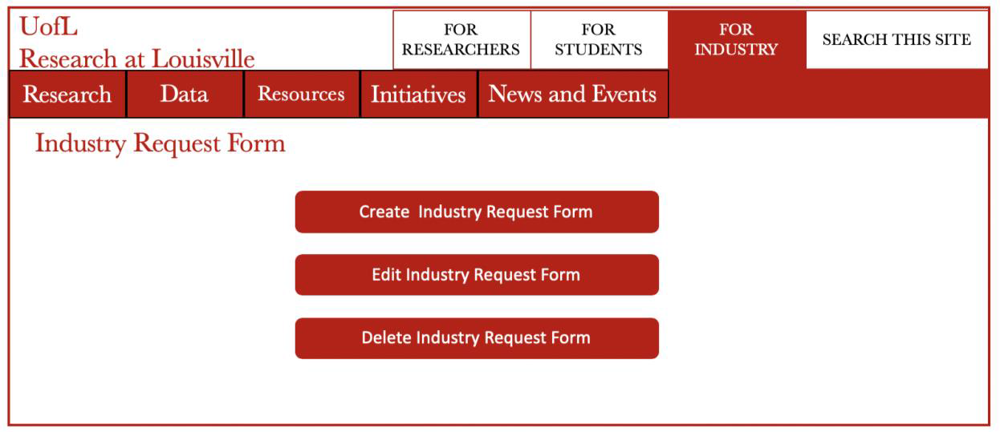 UofL
Research at Louisville
FOR
RESEARCHERS
FOR
STUDENTS
FOR
INDUSTRY
SEARCH THIS SITE
Research
Data
Resources
Initiatives
News and Events
Industry Request Form
Create  Industry Request Form
Edit Industry Request Form
Delete Industry Request Form